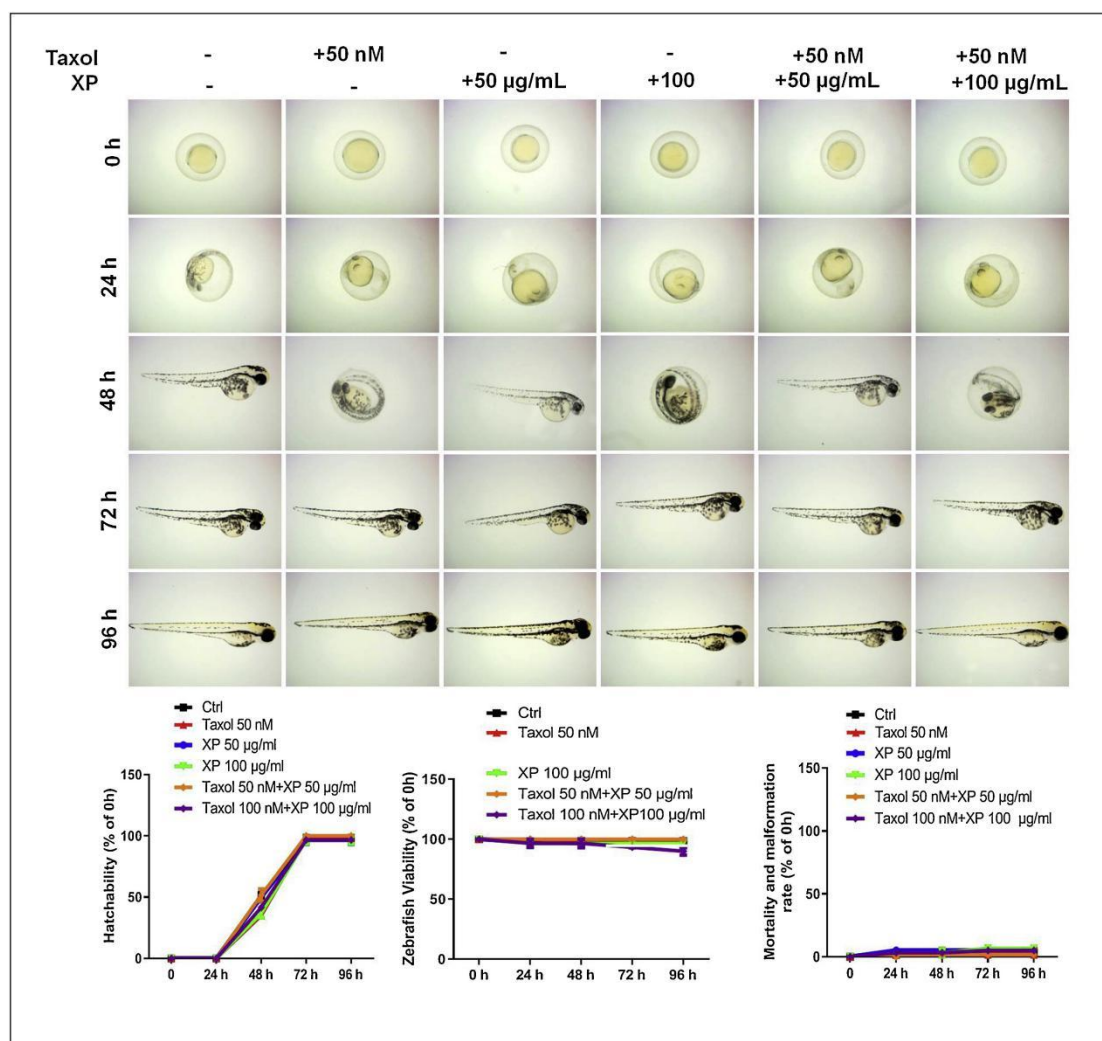 Taxol - +50 nM - - +50 nM +50 nM
XP - - +50 µg/mL +100 +50 µg/mL +100 µg/mL
0 h
24 h
48 h
72 h
96 h
Ctrl
Taxol 50 nM
XP 50 µg/ml
XP 100 µg/ml
Taxol 50 nM+XP 50 µg/ml
Taxol 100 nM+XP 100 µg/ml
Hatchability (% of 0h)
150
100
50
0
0 24 h 48 h 72 h 96 h
Ctrl
Taxol 50 nM
XP 100 µg/ml
Taxol 50 nM+XP 50 µg/ml
Taxol 100 nM+XP100 µg/ml
Zebrafish Viability (% of 0h)
150
100
50
0
0 h 24 h 48 h 72 h 96 h
Ctrl
Taxol 50 nM
XP 50 µg/ml
XP 100 µg/ml
Taxol 50 nM+XP 50 µg/ml
Taxol 100 nM+XP 100 µg/ml
Mortality and malformation
rate (% of 0h)
150
100
50
0
0 24 h 48 h 72 h 96 h